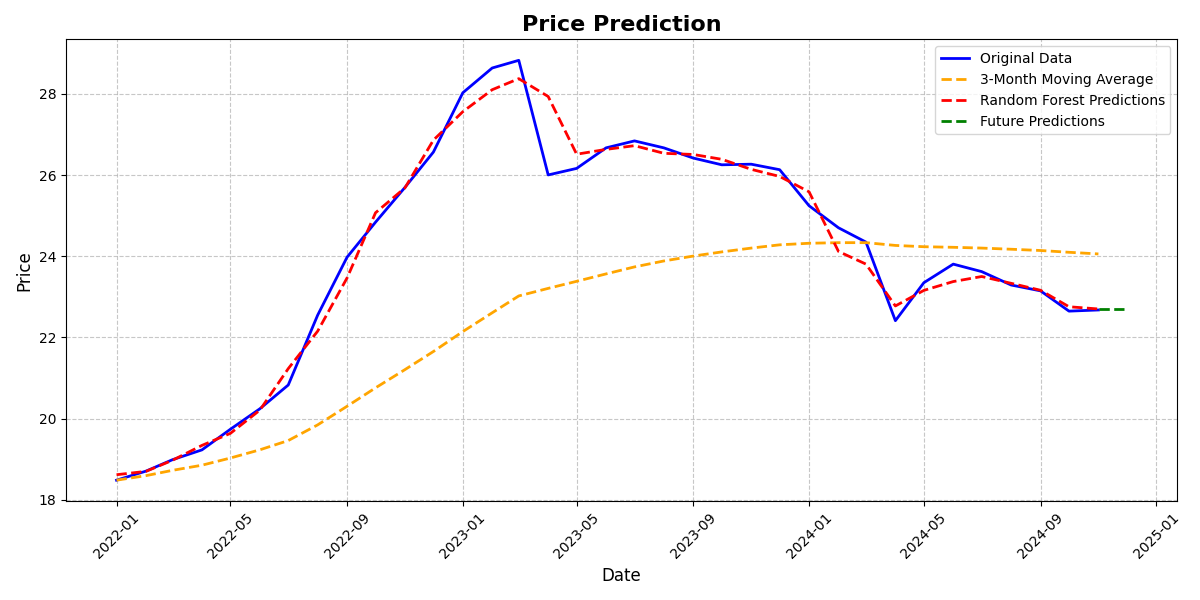 Price Prediction
Original Data
3-Month Moving Average
Random Forest Predictions
Future Predictions
Price
28
26
24
22
20
18
2022-01
2022-05
2022-09
2023-01
2023-05
2023-09
2024-01
2024-05
2024-09
2025-01
Date